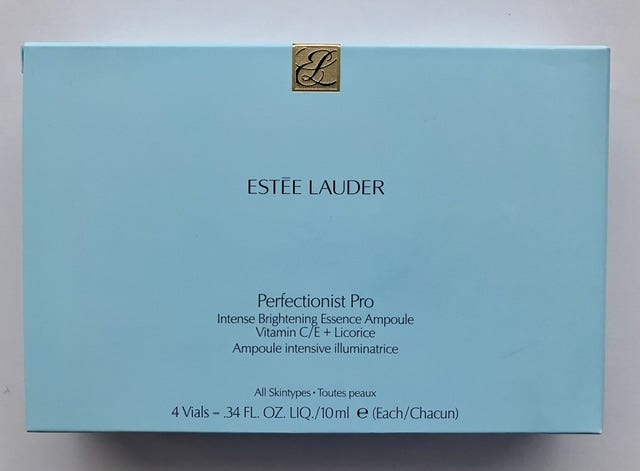 EL
ESTĒE LAUDER
Perfectionist Pro
Intense Brightening Essence Ampoule
Vitamin C/E + Licorice
Ampoule intensive illuminatrice
All Skintypes • Toutes peaux
4 Vials – .34 FL. OZ. LIQ./10 ml ℮ (Each/Chacun)